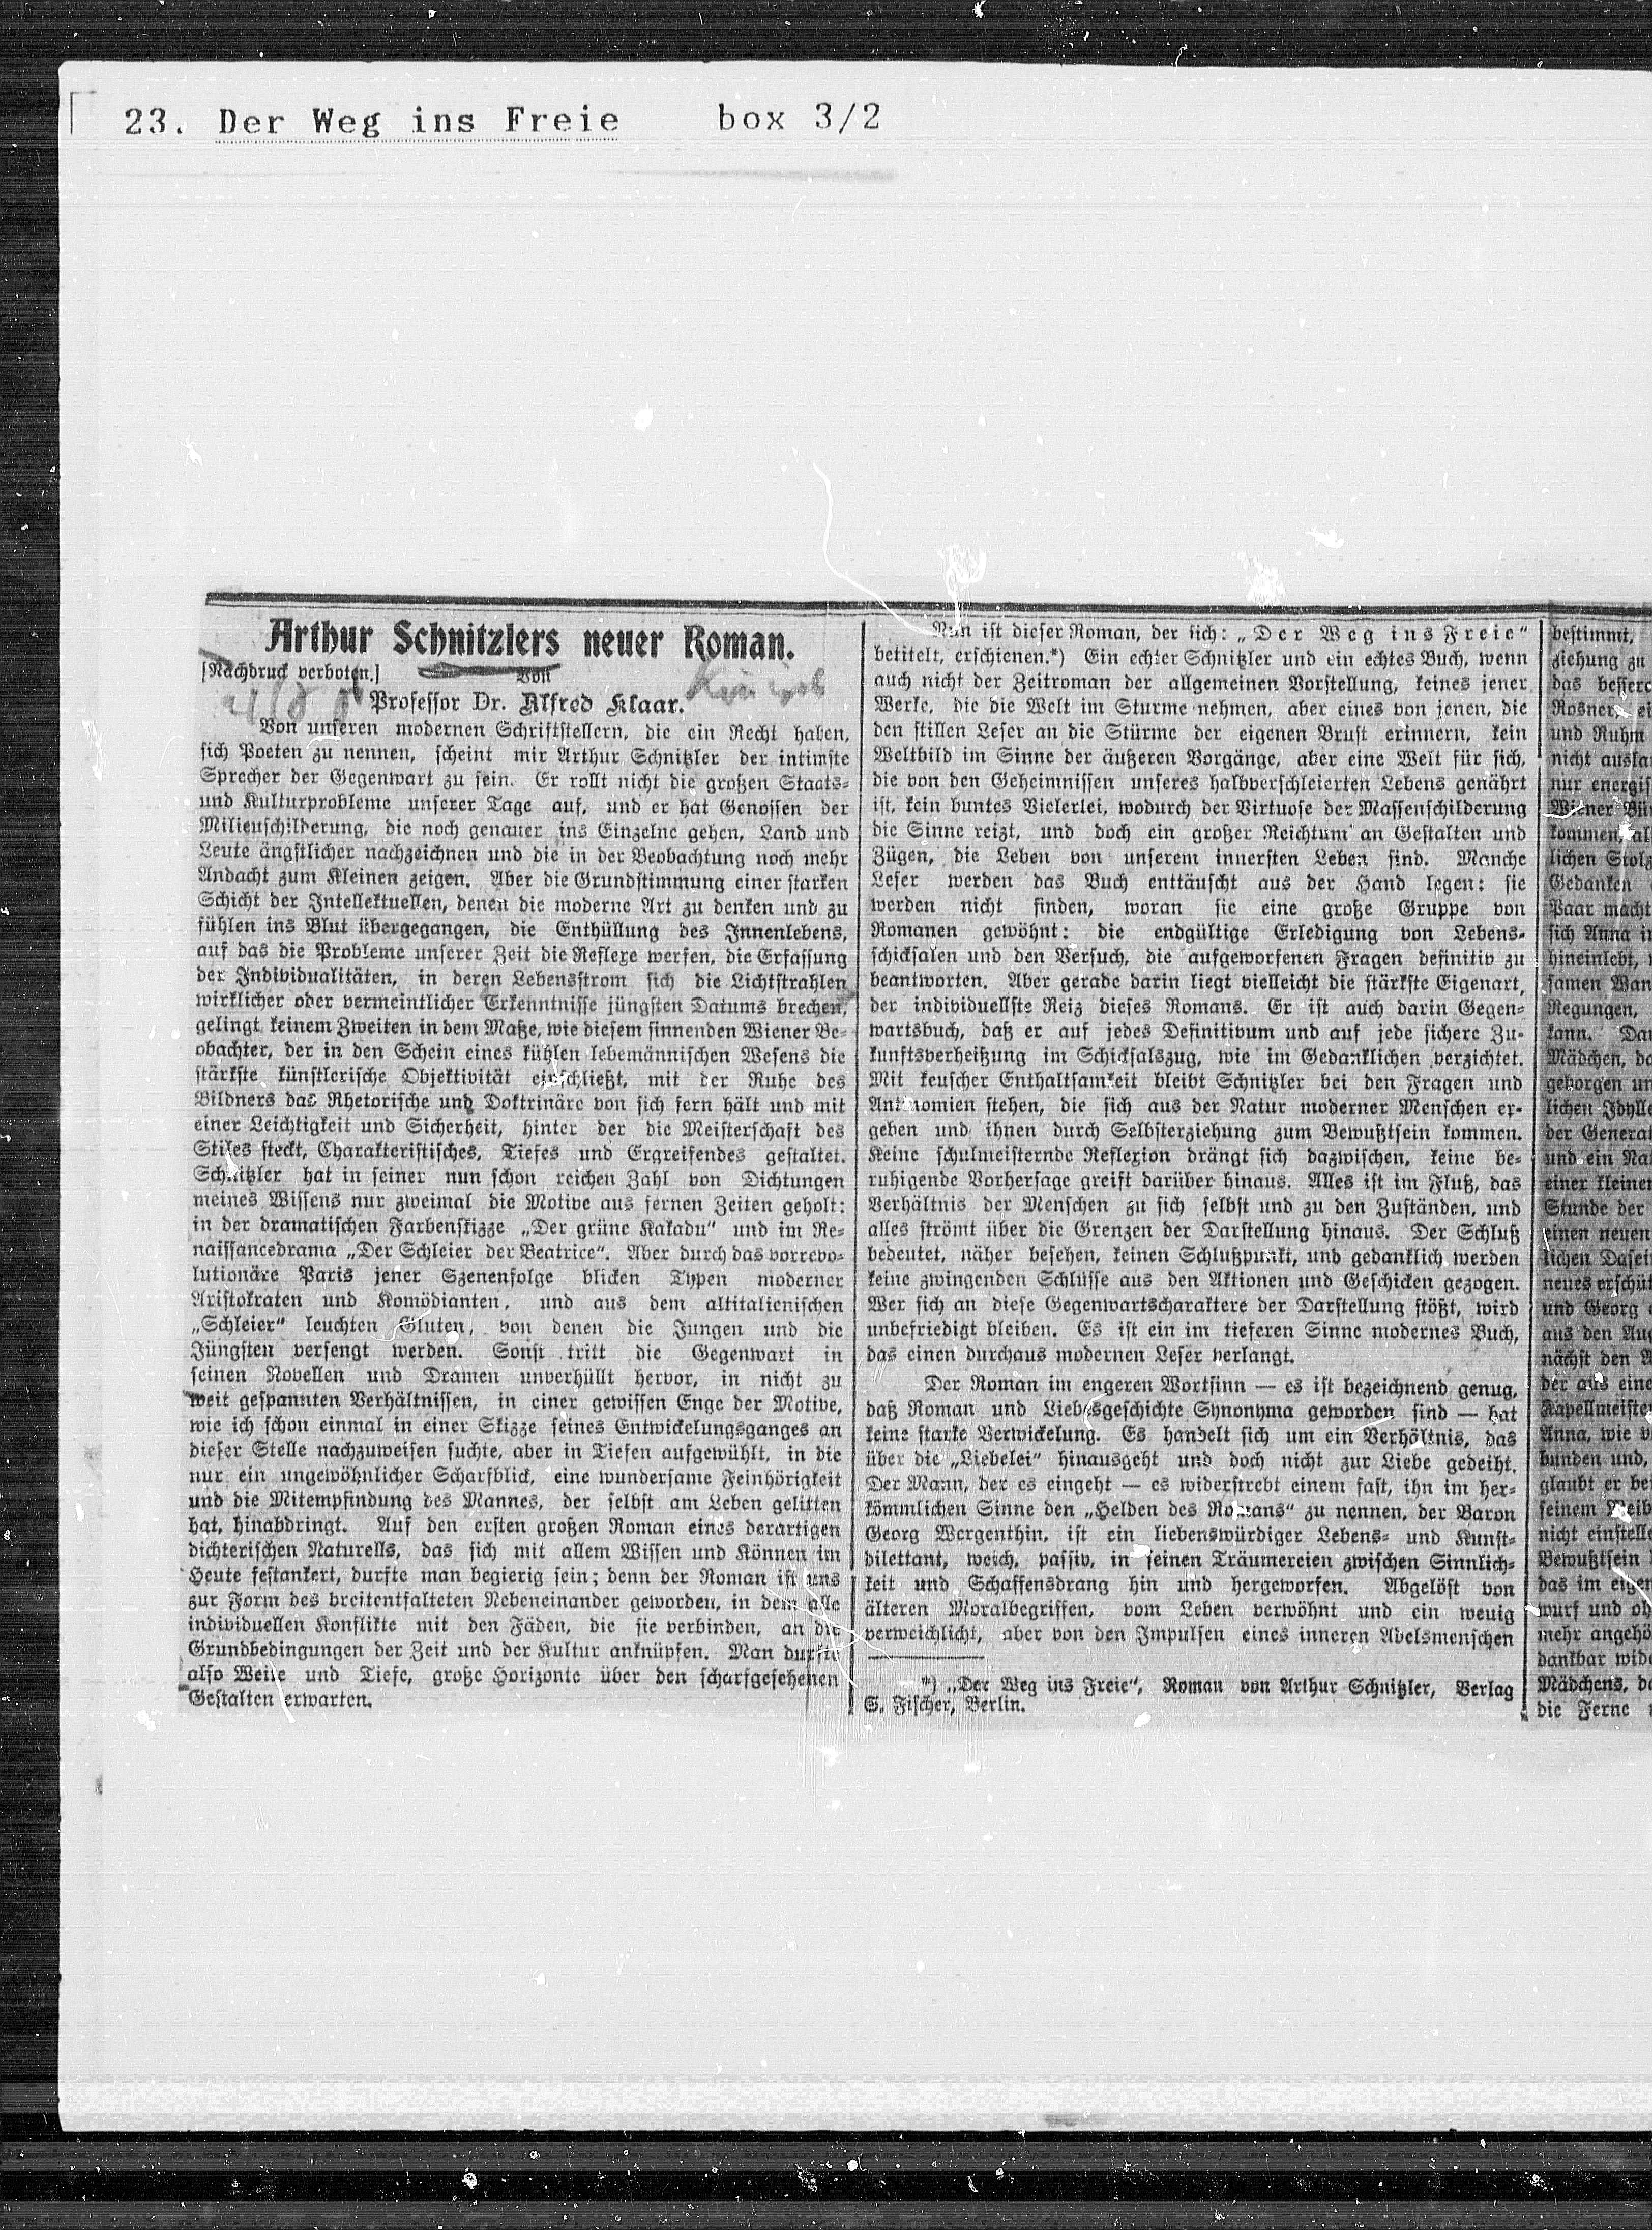 23. Der Weg ins Freie box 3/2
Arthur Schnitzlers neuer Roman.
[Nachdruck verboten.] Von
Professor Dr. Alfred Klaar.
Von unseren modernen Schriftstellern, die ein Recht haben,
sich Poeten zu nennen, scheint mir Arthur Schnitzler der intimste
Sprecher der Gegenwart zu sein. Er rollt nicht die großen Staats-
und Kulturprobleme unserer Tage auf, und er hat Genossen der
Milieuschilderung, die noch genauer ins Einzelne gehen, Land und
Leute ängstlicher nachzeichnen und die in der Beobachtung noch mehr
Andacht zum Kleinen zeigen. Aber die Grundstimmung einer starken
Schicht der Intellektuellen, denen die moderne Art zu denken und zu
fühlen ins Blut übergegangen, die Enthüllung des Innenlebens,
auf das die Probleme unserer Zeit die Reflexe werfen, die Erfassung
der Individualitäten, in deren Lebensstrom sich die Lichtstrahlen
wirklicher oder vermeintlicher Erkenntnisse jüngsten Datums brechen,
gelingt keinem Zweiten in dem Maße, wie diesem sinnenden Wiener Be-
obachter, der in den Schein eines kühlen lebemännischen Wesens die
stärkste künstlerische Objektivität einschließt, mit der Ruhe des
Bildners das Rhetorische und Doktrinäre von sich fern hält und mit
einer Leichtigkeit und Sicherheit, hinter der die Meisterschaft des
Stiles steckt, Charakteristisches, Tiefes und Ergreifendes gestaltet.
Schnitzler hat in seiner nun schon reichen Zahl von Dichtungen
meines Wissens nur zweimal die Motive aus fernen Zeiten geholt:
in der dramatischen Farbenskizze „Der grüne Kakadu“ und im Re-
naissancedrama „Der Schleier der Beatrice“. Aber durch das vorrevo-
lutionäre Paris jener Szenenfolge blicken Typen moderner
Aristokraten und Komödianten, und aus dem altitalienischen
„Schleier“ leuchten Gluten, von denen die Jungen und die
Jüngsten versengt werden. Sonst tritt die Gegenwart in
seinen Novellen und Dramen unverhüllt hervor, in nicht zu
weit gespannten Verhältnissen, in einer gewissen Enge der Motive,
wie ich schon einmal in einer Skizze seines Entwickelungsganges an
dieser Stelle nachzuweisen suchte, aber in Tiefen aufgewühlt, in die
nur ein ungewöhnlicher Scharfblick, eine wundersame Feinhörigkeit
und die Mitempfindung des Mannes, der selbst am Leben gelitten
hat, hinabdringt. Auf den ersten großen Roman eines derartigen
dichterischen Naturells, das sich mit allem Wissen und Können im
Heute festankert, durfte man begierig sein; denn der Roman ist uns
zur Form des breitentfalteten Nebeneinander geworden, in dem alle
individuellen Konflikte mit den Fäden, die sie verbinden, an die
Grundbedingungen der Zeit und der Kultur anknüpfen. Man durfte
also Weite und Tiefe, große Horizonte über den scharfgesehenen
Gestalten erwarten.
Nun ist dieser Roman, der sich: „Der Weg ins Freie“
betitelt, erschienen.*) Ein echter Schnitzler und ein echtes Buch, wenn
auch nicht der Zeitroman der allgemeinen Vorstellung, keines jener
Werke, die die Welt im Sturme nehmen, aber eines von jenen, die
den stillen Leser an die Stürme der eigenen Brust erinnern, kein
Weltbild im Sinne der äußeren Vorgänge, aber eine Welt für sich,
die von den Geheimnissen unseres halbverschleierten Lebens genährt
ist, kein buntes Vielerlei, wodurch der Virtuose der Massenschilderung
die Sinne reizt, und doch ein großer Reichtum an Gestalten und
Zügen, die Leben von unserem innersten Leben sind. Manche
Leser werden das Buch enttäuscht aus der Hand legen: sie
werden nicht finden, woran sie eine große Gruppe von
Romanen gewöhnt: die endgültige Erledigung von Lebens-
schicksalen und den Versuch, die aufgeworfenen Fragen definitiv zu
beantworten. Aber gerade darin liegt vielleicht die stärkste Eigenart,
der individuellste Reiz dieses Romans. Er ist auch darin Gegen-
wartsbuch, daß er auf jedes Definitivum und auf jede sichere Zu-
kunftsverheißung im Schicksalszug, wie im Gedanklichen verzichtet.
Mit keuscher Enthaltsamkeit bleibt Schnitzler bei den Fragen und
Antinomien stehen, die sich aus der Natur moderner Menschen er-
geben und ihnen durch Selbsterziehung zum Bewußtsein kommen.
Keine schulmeisternde Reflexion drängt sich dazwischen, keine be-
ruhigende Vorhersage greift darüber hinaus. Alles ist im Fluß, das
Verhältnis der Menschen zu sich selbst und zu den Zuständen, und
alles strömt über die Grenzen der Darstellung hinaus. Der Schluß
bedeutet, näher besehen, keinen Schlußpunkt, und gedanklich werden
keine zwingenden Schlüsse aus den Aktionen und Geschicken gezogen.
Wer sich an diese Gegenwartscharaktere der Darstellung stößt, wird
unbefriedigt bleiben. Es ist ein im tieferen Sinne modernes Buch,
das einen durchaus modernen Leser verlangt.
Der Roman im engeren Wortsinn — es ist bezeichnend genug,
daß Roman und Liebesgeschichte Synonyma geworden sind — hat
keine starke Verwickelung. Es handelt sich um ein Verhältnis, das
über die „Liebelei“ hinausgeht und doch nicht zur Liebe gedeiht.
Der Mann, der es eingeht — es widerstrebt einem fast, ihn im her-
kömmlichen Sinne den „Helden des Romans“ zu nennen, der Baron
Georg Wergenthin, ist ein liebenswürdiger Lebens- und Kunst-
dilettant, weich, passiv, in seinen Träumereien zwischen Sinnlich-
keit und Schaffensdrang hin und hergeworfen. Abgelöst von
älteren Moralbegriffen, vom Leben verwöhnt und ein wenig
verweichlicht, aber von den Impulsen eines inneren Adelsmenschen
*) „Der Weg ins Freie“, Roman von Arthur Schnitzler, Verlag
S. Fischer, Berlin.
bestimmt,
ziehung zu
das bessere
Rosner,
und Ruhm
nicht
nur
Wiener
kommen,
lichen
Gedanken
Paar macht
sich Anna
hineinlebt,
samen
Regungen,
kann.
Mädchen,
geborgen
lichen
der
und ein
einer kleinen
Stunde der
einen neuen
lichen
neues
und Georg
aus den
nächst den
der aus
Kapellmeister
Anna, wie
bunden und,
glaubt er
seinem
nicht
Bewußtsein
das im
wurf und
mehr
dankbar
Mädchens,
die Ferne